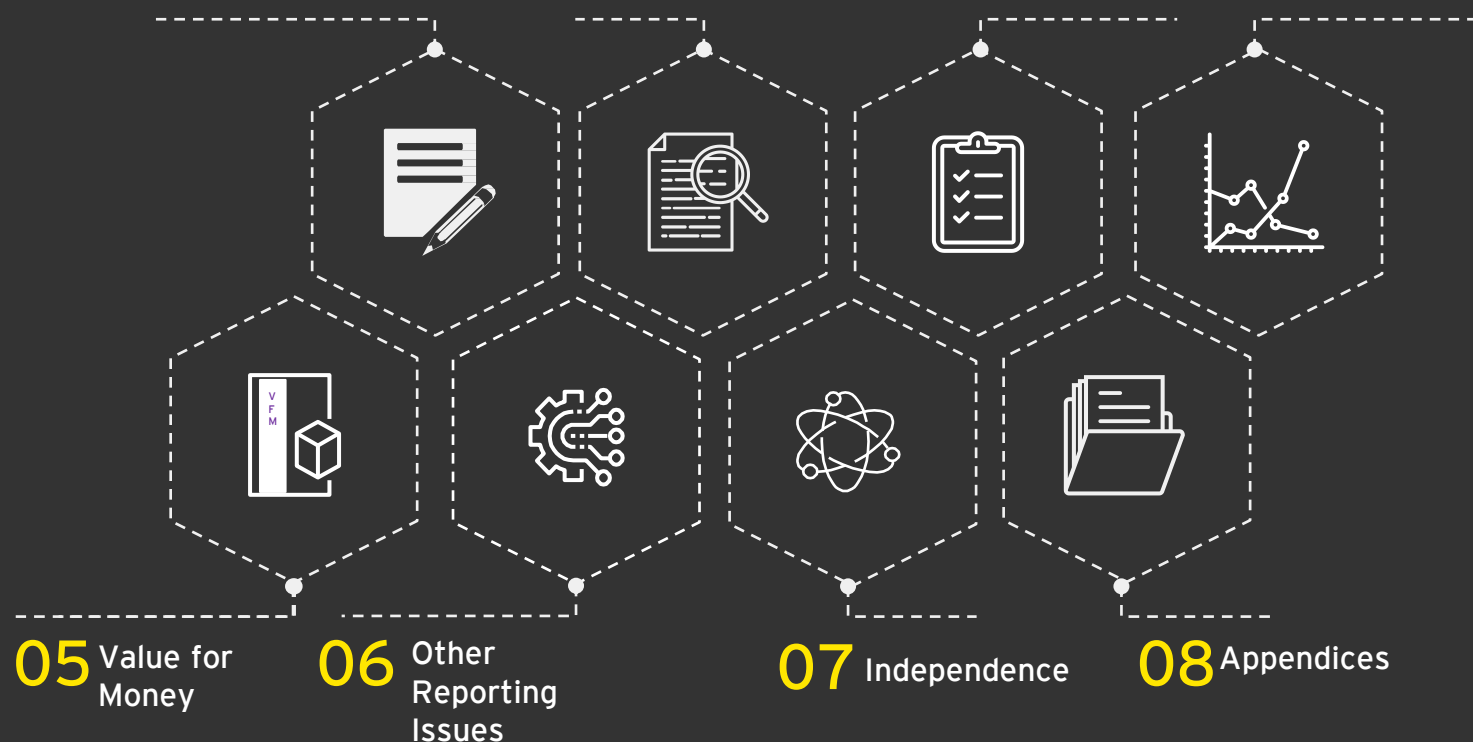 V
F
M
05 Value for
Money
06 Other
Reporting
Issues
07 Independence
08 Appendices